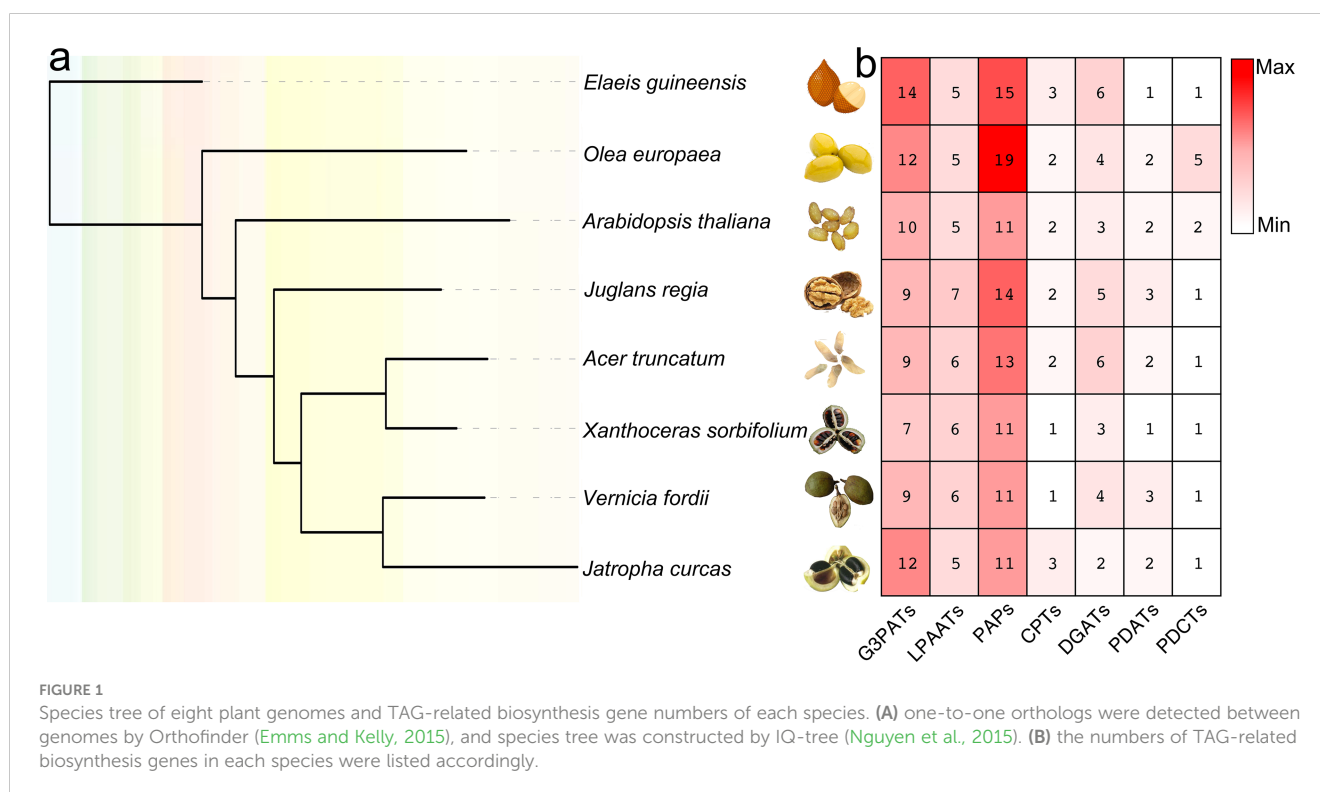 a
Elaeis guineensis
Olea europaea
Arabidopsis thaliana
Juglans regia
Acer truncatum
Xanthoceras sorbifolium
Vernicia fordii
Jatropha curcas
b
14 5 15 3 6 1 1
12 5 19 2 4 2 5
10 5 11 2 3 2 2
9 7 14 2 5 3 1
9 6 13 2 6 2 1
7 6 11 1 3 1 1
9 6 11 1 4 3 1
12 5 11 3 2 2 1
G3PATs LPAATs PAPs CPTs DGATs PDATs PDCTs
Max
Min
FIGURE 1
Species tree of eight plant genomes and TAG-related biosynthesis gene numbers of each species. (A) one-to-one orthologs were detected between
genomes by Orthofinder (Emms and Kelly, 2015), and species tree was constructed by IQ-tree (Nguyen et al., 2015). (B) the numbers of TAG-related
biosynthesis genes in each species were listed accordingly.